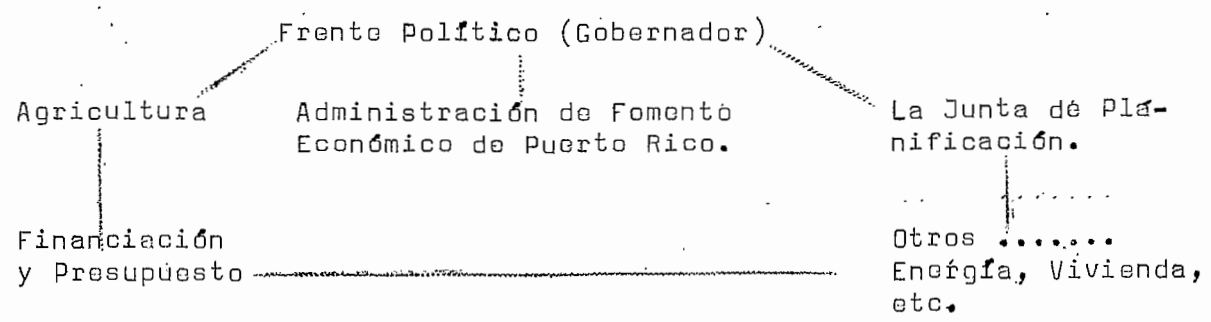 Frente Político (Gobernador)
Agricultura
Administración de Fomento
Económico de Puerto Rico.
La Junta de Pla-
nificación.
Financiación
y Presupuesto
Otros .......
Energía, Vivienda,
etc.